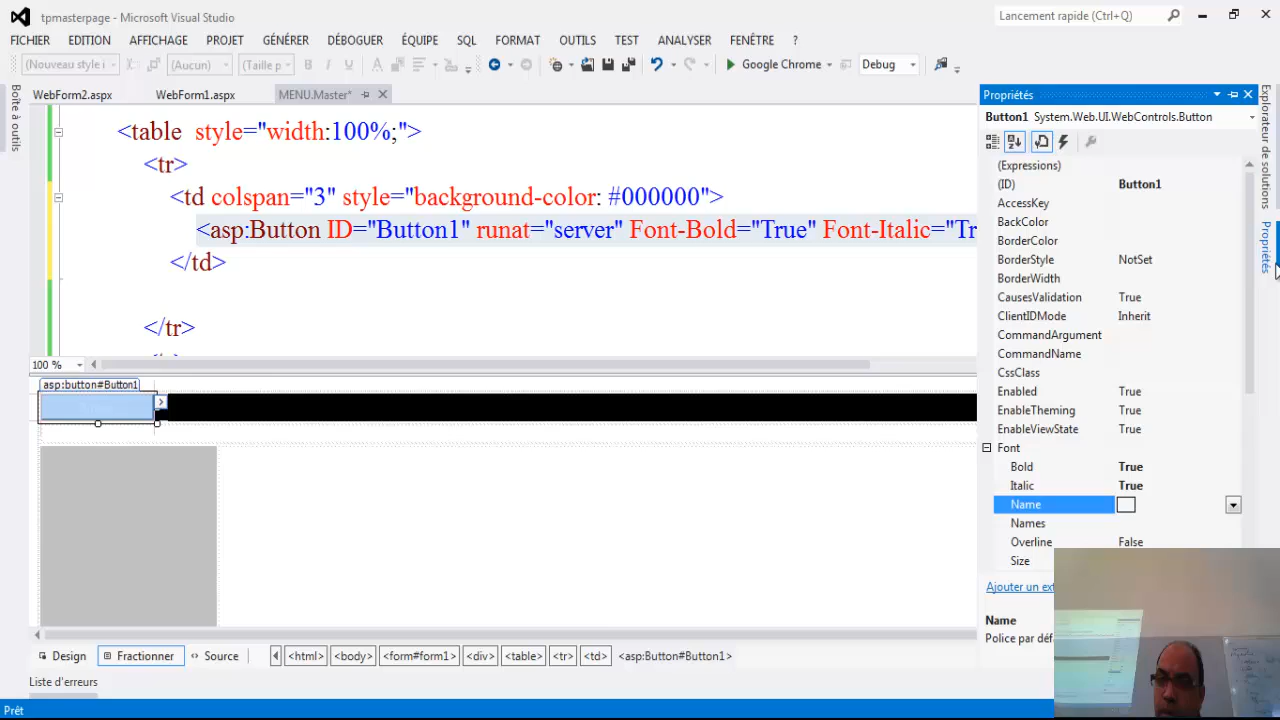 tpmasterpage - Microsoft Visual Studio
Lancement rapide (Ctrl+Q)
FICHIER EDITION AFFICHAGE PROJET GÉNÉRER DÉBOGUER ÉQUIPE SQL FORMAT OUTILS TEST ANALYSER FENÊTRE ?
(Nouveau style i (Aucun) (Taille p B I U A Google Chrome Debug
WebForm2.aspx WebForm1.aspx MENU.Master*
Boîte à outils
<table style="width:100%;">
<tr>
<td colspan="3" style="background-color: #000000">
<asp:Button ID="Button1" runat="server" Font-Bold="True" Font-Italic="Tr
</td>
</tr>
100 %
asp:button#Button1
Design Fractionner Source <html> <body> <form#form1> <div> <table> <tr> <td> <asp:Button#Button1>
Liste d'erreurs
Prêt
Propriétés
Button1 System.Web.UI.WebControls.Button
(Expressions)
(ID) Button1
AccessKey
BackColor
BorderColor
BorderStyle NotSet
BorderWidth
CausesValidation True
ClientIDMode Inherit
CommandArgument
CommandName
CssClass
Enabled True
EnableTheming True
EnableViewState True
Font
Bold True
Italic True
Name
Names
Overline False
Size
Ajouter un ext
Name
Police par déf
Explorateur de solutions
Propriétés